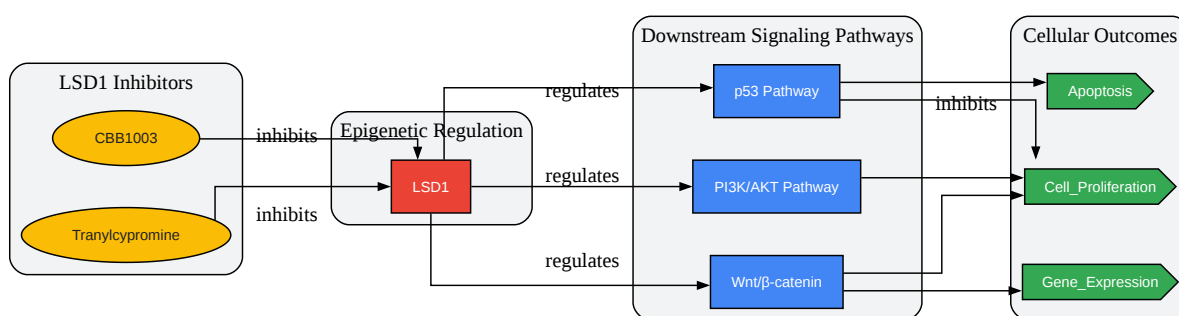 LSD1 Inhibitors
CBB1003
Tranylcypromine
inhibits
inhibits
Epigenetic Regulation
LSD1
regulates
regulates
regulates
Downstream Signaling Pathways
p53 Pathway
PI3K/AKT Pathway
Wnt/β-catenin
inhibits
Cellular Outcomes
Apoptosis
Cell_Proliferation
Gene_Expression